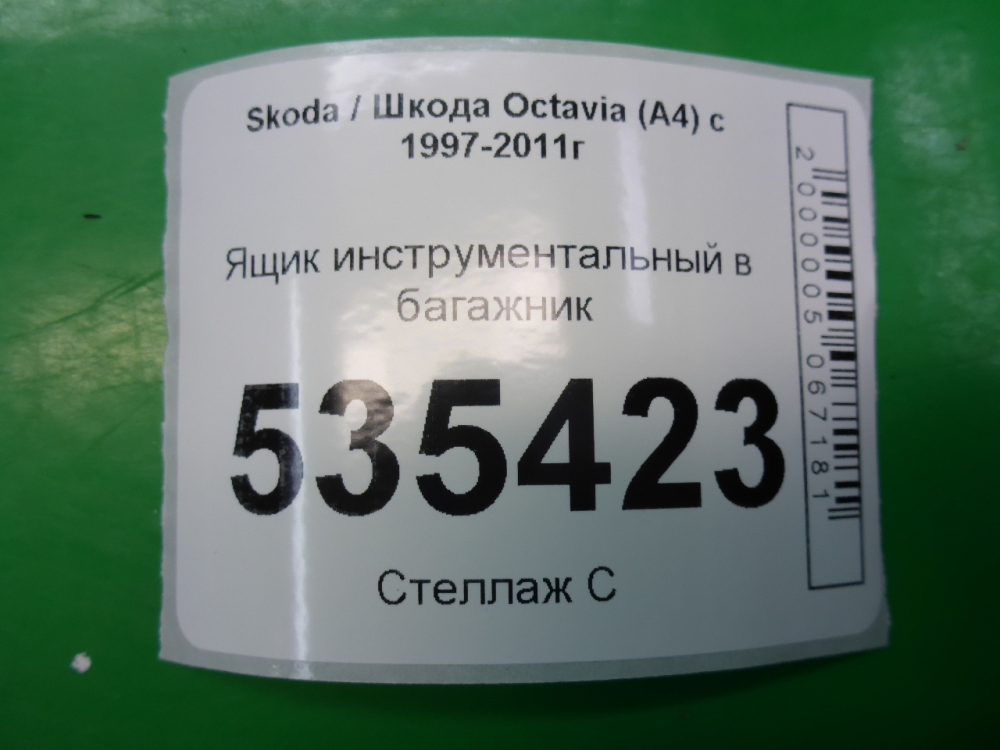 Skoda / Шкода Octavia (A4) с
1997-2011г
Ящик инструментальный в
багажник
535423
Стеллаж С
2000005067181